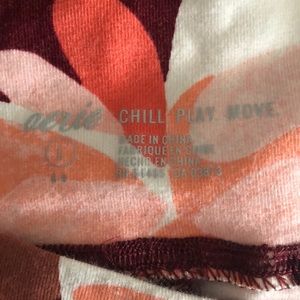 aerie CHILL. PLAY. MOVE.
MADE IN CHINA
FABRIQUÉ EN CHINE
HECHO EN CHINA